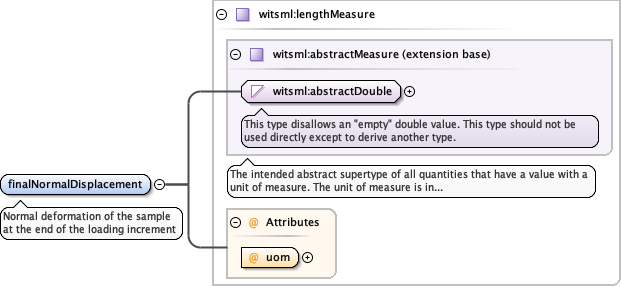 witsml:lengthMeasure
witsml:abstractMeasure (extension base)
witsml:abstractDouble
This type disallows an "empty" double value. This type should not be
used directly except to derive another type.
The intended abstract supertype of all quantities that have a value with a
unit of measure. The unit of measure is in...
finalNormalDisplacement
Normal deformation of the sample
at the end of the loading increment
@ Attributes
@ uom